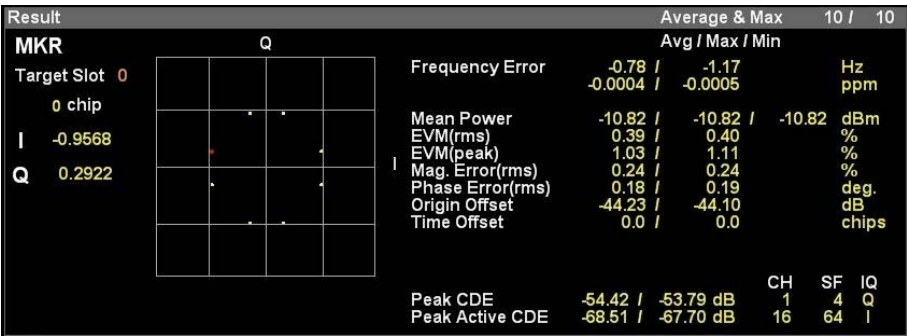 Result Average & Max 10 / 10
MKR Q Avg / Max / Min
Target Slot 0 Frequency Error -0.78 / -1.17 Hz
-0.0004 / -0.0005 ppm
0 chip
Mean Power -10.82 / -10.82 / -10.82 dBm
I -0.9568 EVM(rms) 0.39 / 0.40 %
EVM(peak) 1.03 / 1.11 %
I Mag. Error(rms) 0.24 / 0.24 %
Q 0.2922 Phase Error(rms) 0.18 / 0.19 deg.
Origin Offset -44.23 / -44.10 dB
Time Offset 0.0 / 0.0 chips
CH SF IQ
Peak CDE -54.42 / -53.79 dB 1 4 Q
Peak Active CDE -68.51 / -67.70 dB 16 64 I